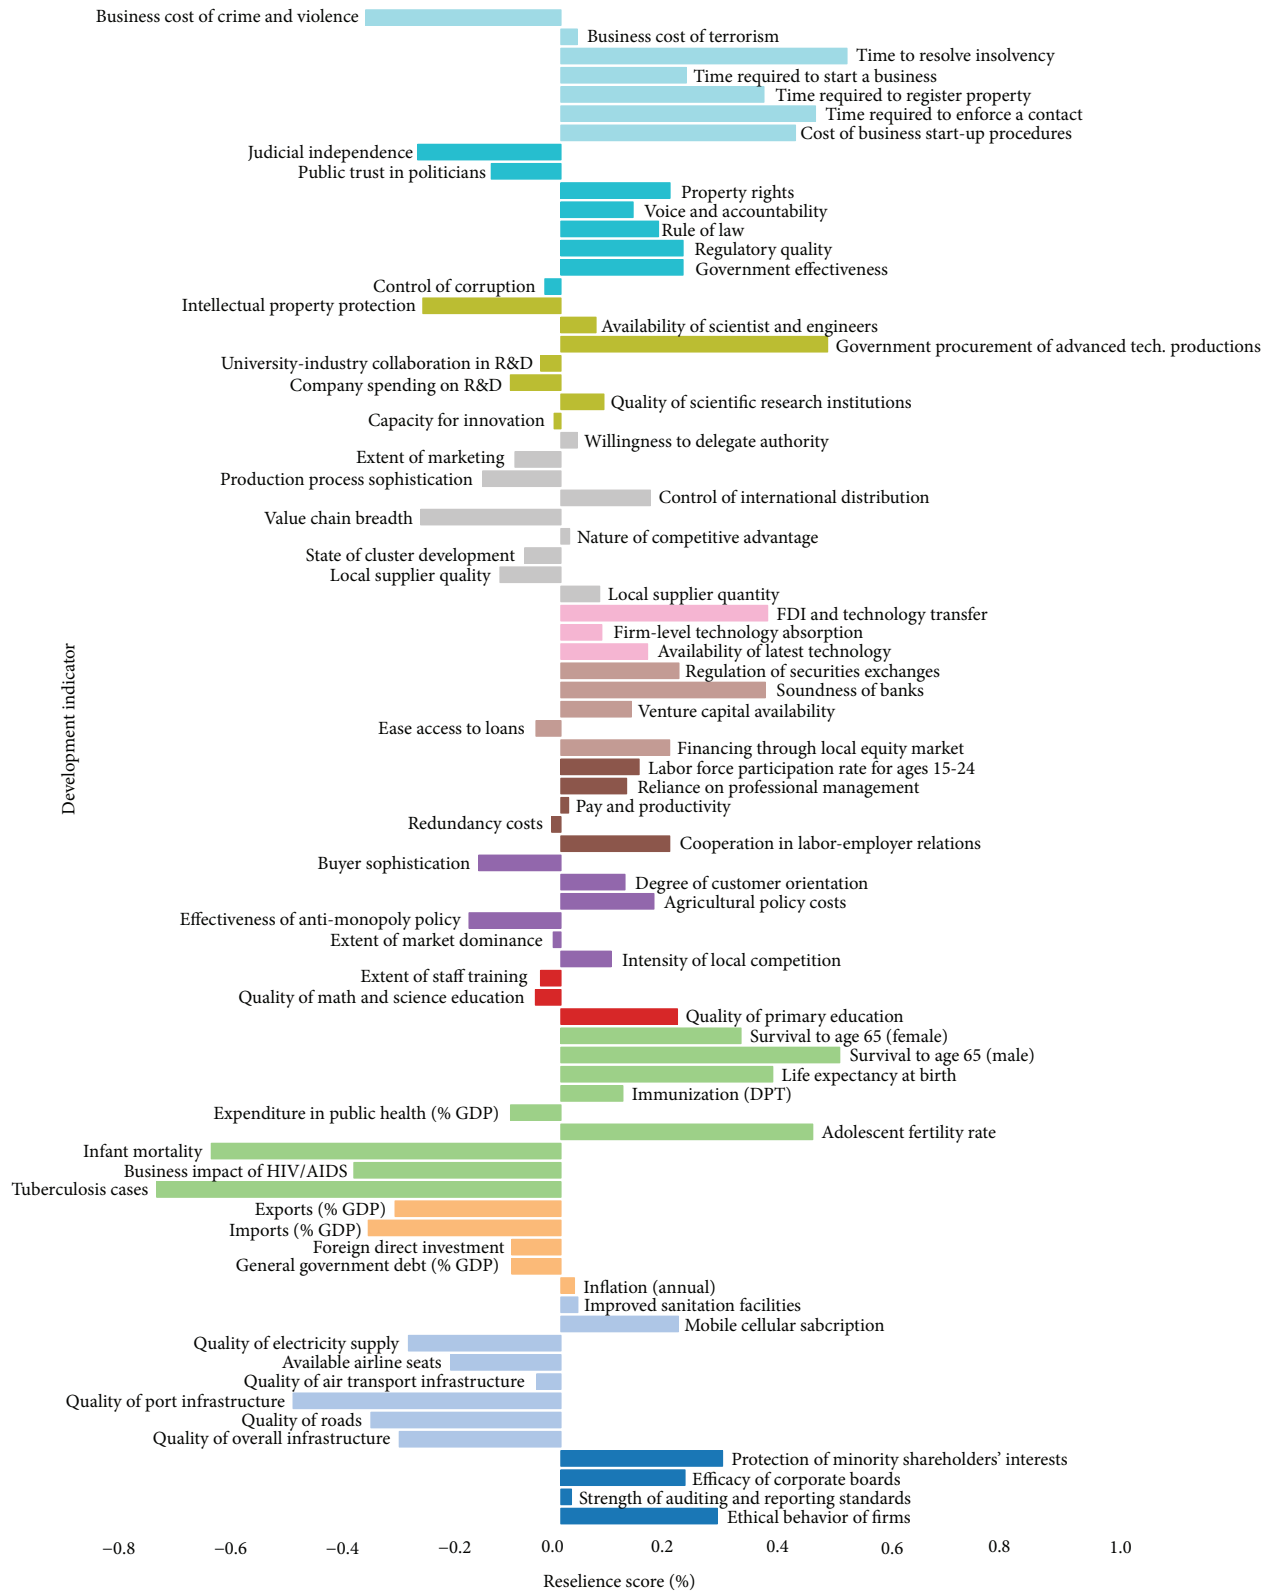 Business cost of crime and violence
Business cost of terrorism
Time to resolve insolvency
Time required to start a business
Time required to register property
Time required to enforce a contact
Cost of business start-up procedures
Judicial independence
Public trust in politicians
Property rights
Voice and accountability
Rule of law
Regulatory quality
Government effectiveness
Control of corruption
Intellectual property protection
Availability of scientist and engineers
Government procurement of advanced tech. productions
University-industry collaboration in R&D
Company spending on R&D
Quality of scientific research institutions
Capacity for innovation
Willingness to delegate authority
Extent of marketing
Production process sophistication
Control of international distribution
Value chain breadth
Nature of competitive advantage
State of cluster development
Local supplier quality
Local supplier quantity
FDI and technology transfer
Firm-level technology absorption
Availability of latest technology
Regulation of securities exchanges
Soundness of banks
Venture capital availability
Ease access to loans
Financing through local equity market
Labor force participation rate for ages 15-24
Reliance on professional management
Pay and productivity
Redundancy costs
Cooperation in labor-employer relations
Buyer sophistication
Degree of customer orientation
Agricultural policy costs
Effectiveness of anti-monopoly policy
Extent of market dominance
Intensity of local competition
Extent of staff training
Quality of math and science education
Quality of primary education
Survival to age 65 (female)
Survival to age 65 (male)
Life expectancy at birth
Immunization (DPT)
Expenditure in public health (% GDP)
Adolescent fertility rate
Infant mortality
Business impact of HIV/AIDS
Tuberculosis cases
Exports (% GDP)
Imports (% GDP)
Foreign direct investment
General government debt (% GDP)
Inflation (annual)
Improved sanitation facilities
Mobile cellular sabcription
Quality of electricity supply
Available airline seats
Quality of air transport infrastructure
Quality of port infrastructure
Quality of roads
Quality of overall infrastructure
Protection of minority shareholders' interests
Efficacy of corporate boards
Strength of auditing and reporting standards
Ethical behavior of firms
Development indicator
−0.8 −0.6 −0.4 −0.2 0.0 0.2 0.4 0.6 0.8 1.0
Reselience score (%)